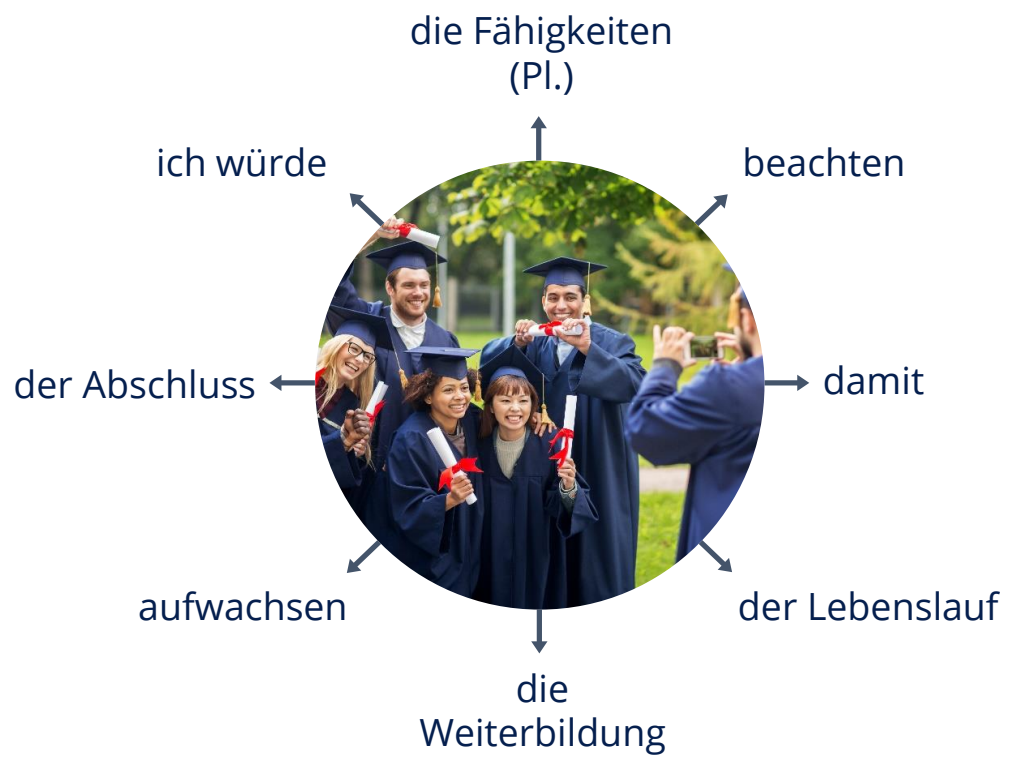 die Fähigkeiten
(Pl.)
ich würde
beachten
der Abschluss
damit
aufwachsen
der Lebenslauf
die
Weiterbildung